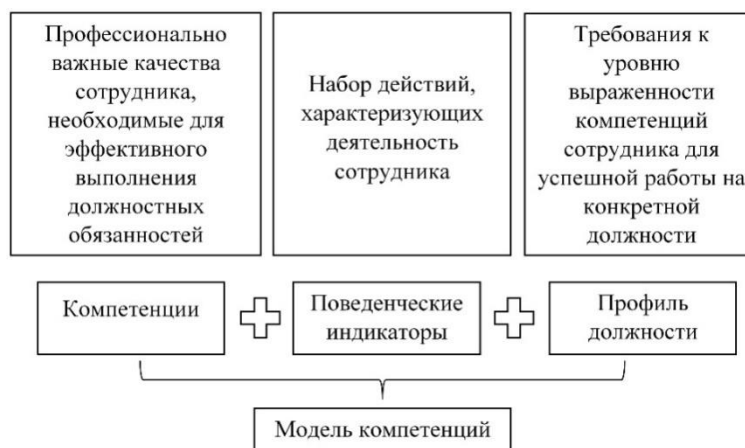 Профессионально
важные качества
сотрудника,
необходимые для
эффективного
выполнения
должностных
обязанностей
Набор действий,
характеризующих
деятельность
сотрудника
Требования к
уровню
выраженности
компетенций
сотрудника для
успешной работы на
конкретной
должности
Компетенции
Поведенческие
индикаторы
Профиль
должности
Модель компетенций